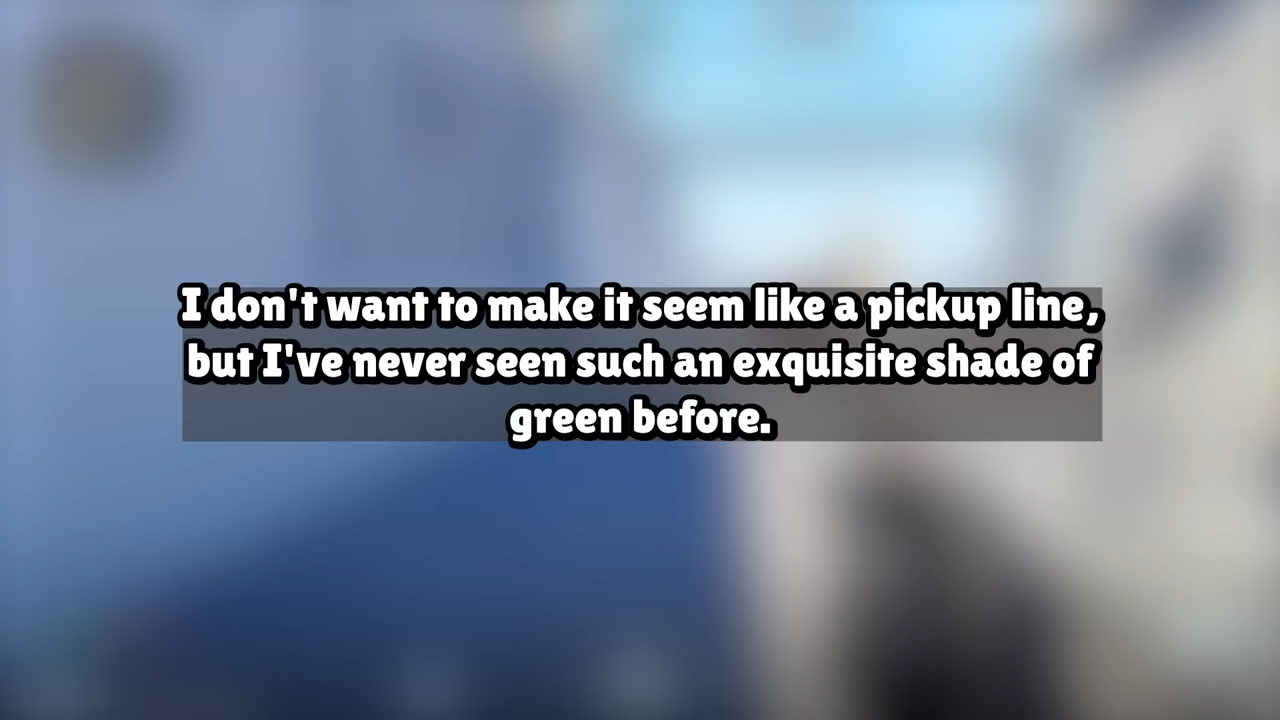 I don't want to make it seem like a pickup line,
but I've never seen such an exquisite shade of
green before.